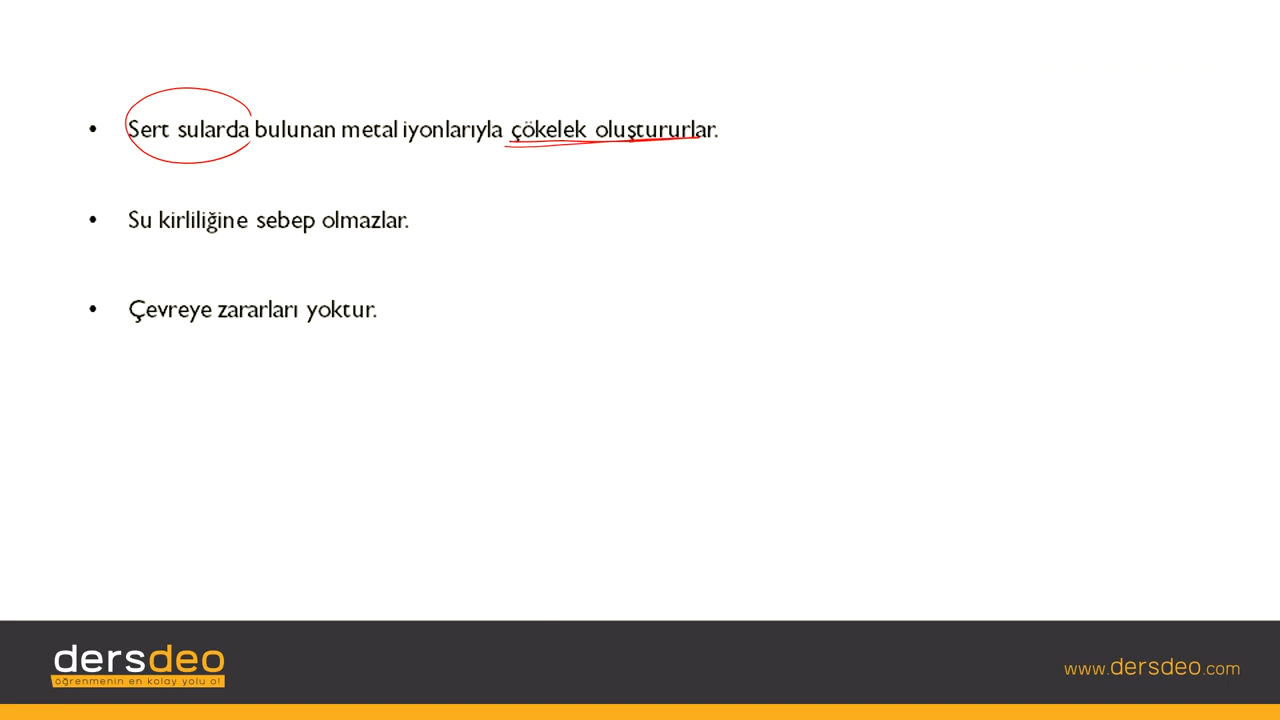 • Sert sularda bulunan metal iyonlarıyla çökelek oluştururlar.
• Su kirliliğine sebep olmazlar.
• Çevreye zararları yoktur.
dersdeo
öğrenmenin en kolay yolu o!
www.dersdeo.com